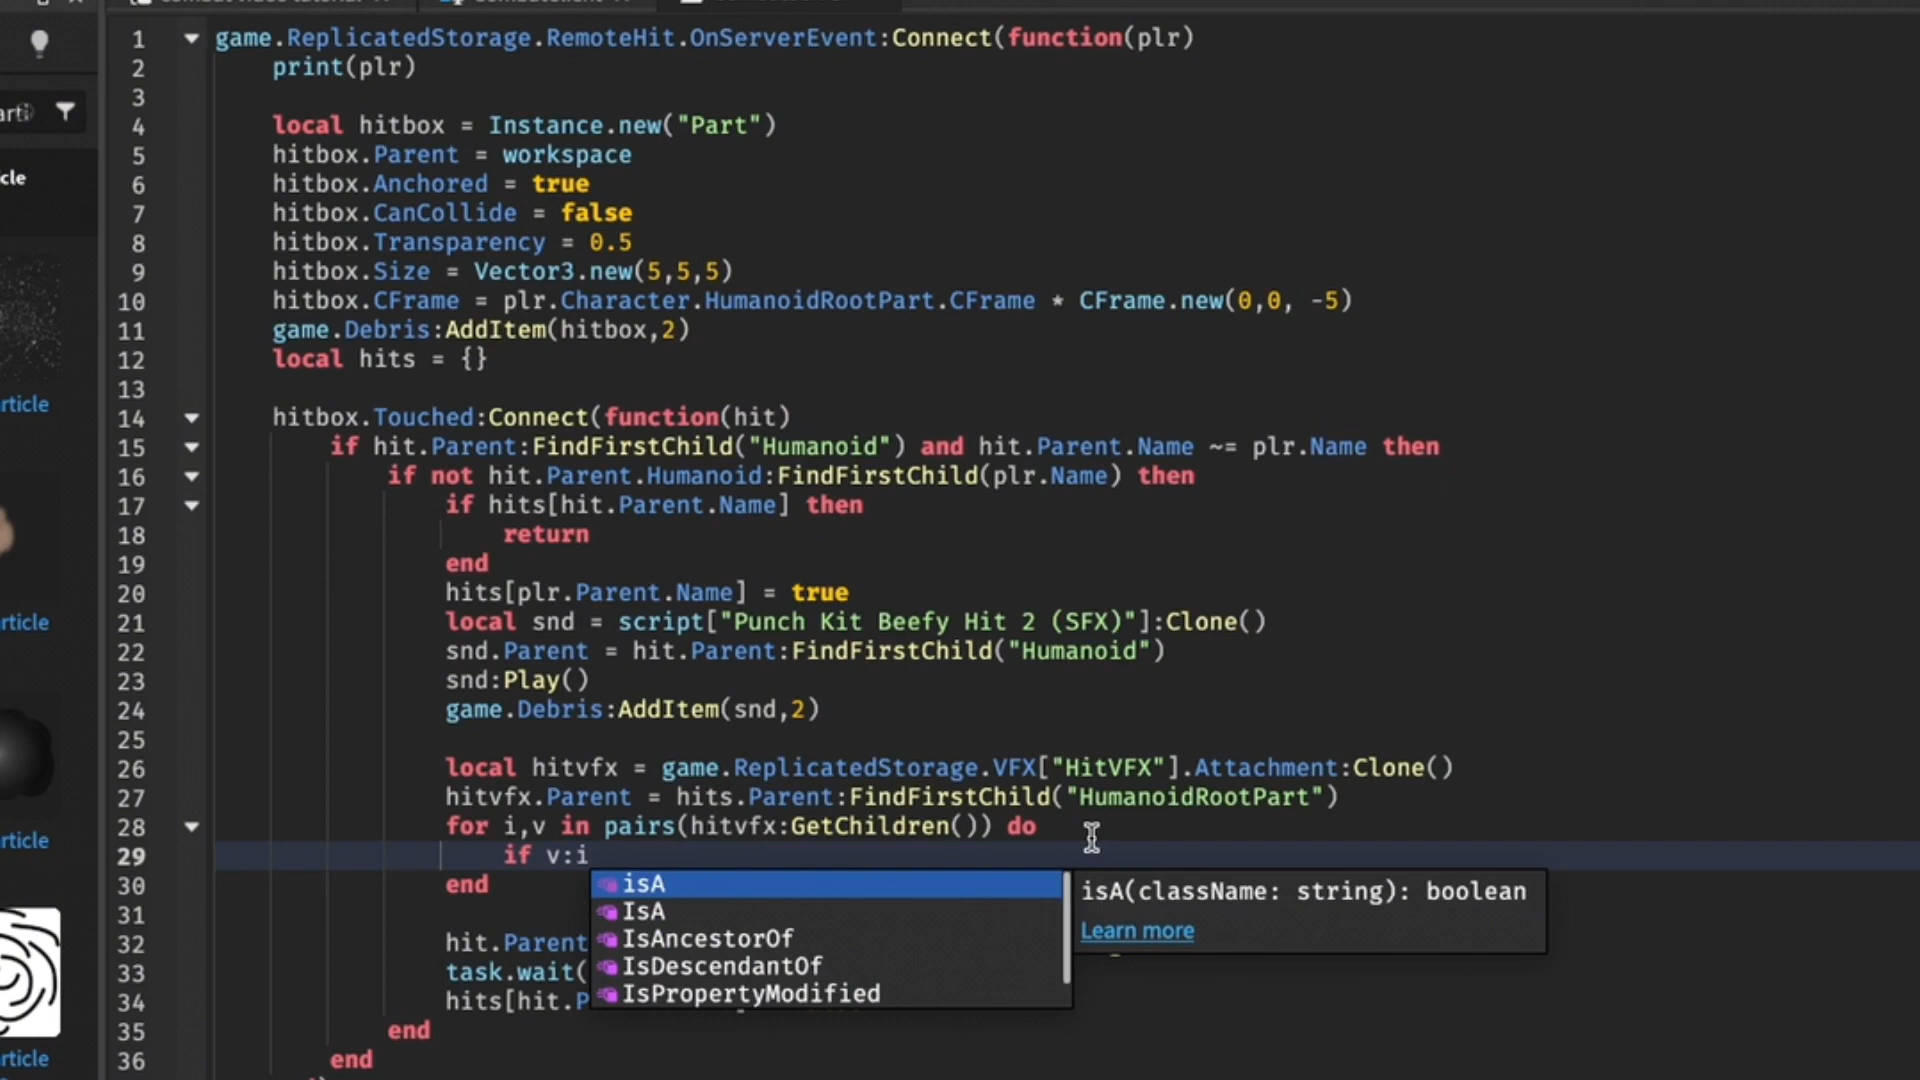 1 game.ReplicatedStorage.RemoteHit.OnServerEvent:Connect(function(plr)
2 print(plr)
3
4 local hitbox = Instance.new("Part")
5 hitbox.Parent = workspace
6 hitbox.Anchored = true
7 hitbox.CanCollide = false
8 hitbox.Transparency = 0.5
9 hitbox.Size = Vector3.new(5,5,5)
10 hitbox.CFrame = plr.Character.HumanoidRootPart.CFrame * CFrame.new(0,0, -5)
11 game.Debris:AddItem(hitbox,2)
12 local hits = {}
13
14 hitbox.Touched:Connect(function(hit)
15 if hit.Parent:FindFirstChild("Humanoid") and hit.Parent.Name ~= plr.Name then
16 if not hit.Parent.Humanoid:FindFirstChild(plr.Name) then
17 if hits[hit.Parent.Name] then
18 return
19 end
20 hits[plr.Parent.Name] = true
21 local snd = script["Punch Kit Beefy Hit 2 (SFX)"]:Clone()
22 snd.Parent = hit.Parent:FindFirstChild("Humanoid")
23 snd:Play()
24 game.Debris:AddItem(snd,2)
25
26 local hitvfx = game.ReplicatedStorage.VFX["HitVFX"].Attachment:Clone()
27 hitvfx.Parent = hits.Parent:FindFirstChild("HumanoidRootPart")
28 for i,v in pairs(hitvfx:GetChildren()) do
29 if v:i
30 end
31
32 hit.Parent
33 task.wait(
34 hits[hit.P
35 end
36 end
isA
IsA
IsAncestorOf
IsDescendantOf
IsPropertyModified
isA(className: string): boolean
Learn more
arti
cle
rticle
rticle
rticle